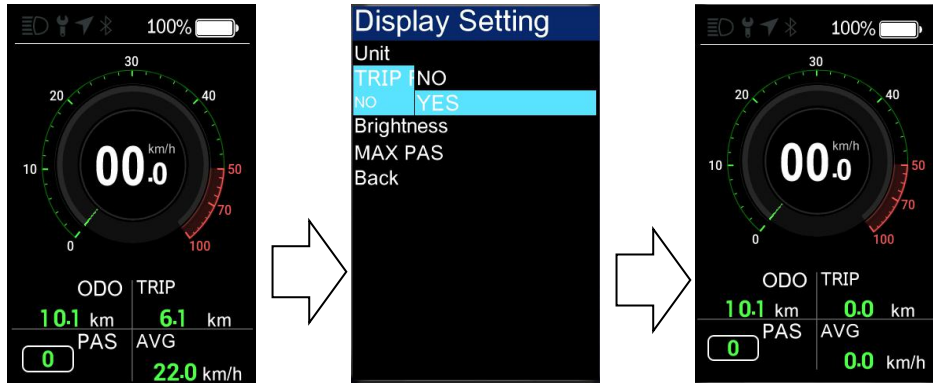 100%
30
20
40
10
km/h
00.0
50
70
0
100
ODO TRIP
10.1 km 6.1 km
PAS AVG
0
22.0 km/h
Display Setting
Unit
TRIP NO
NO YES
Brightness
MAX PAS
Back
100%
30
20
40
10
km/h
00.0
50
70
0
100
ODO TRIP
10.1 km 0.0 km
PAS AVG
0
0.0 km/h